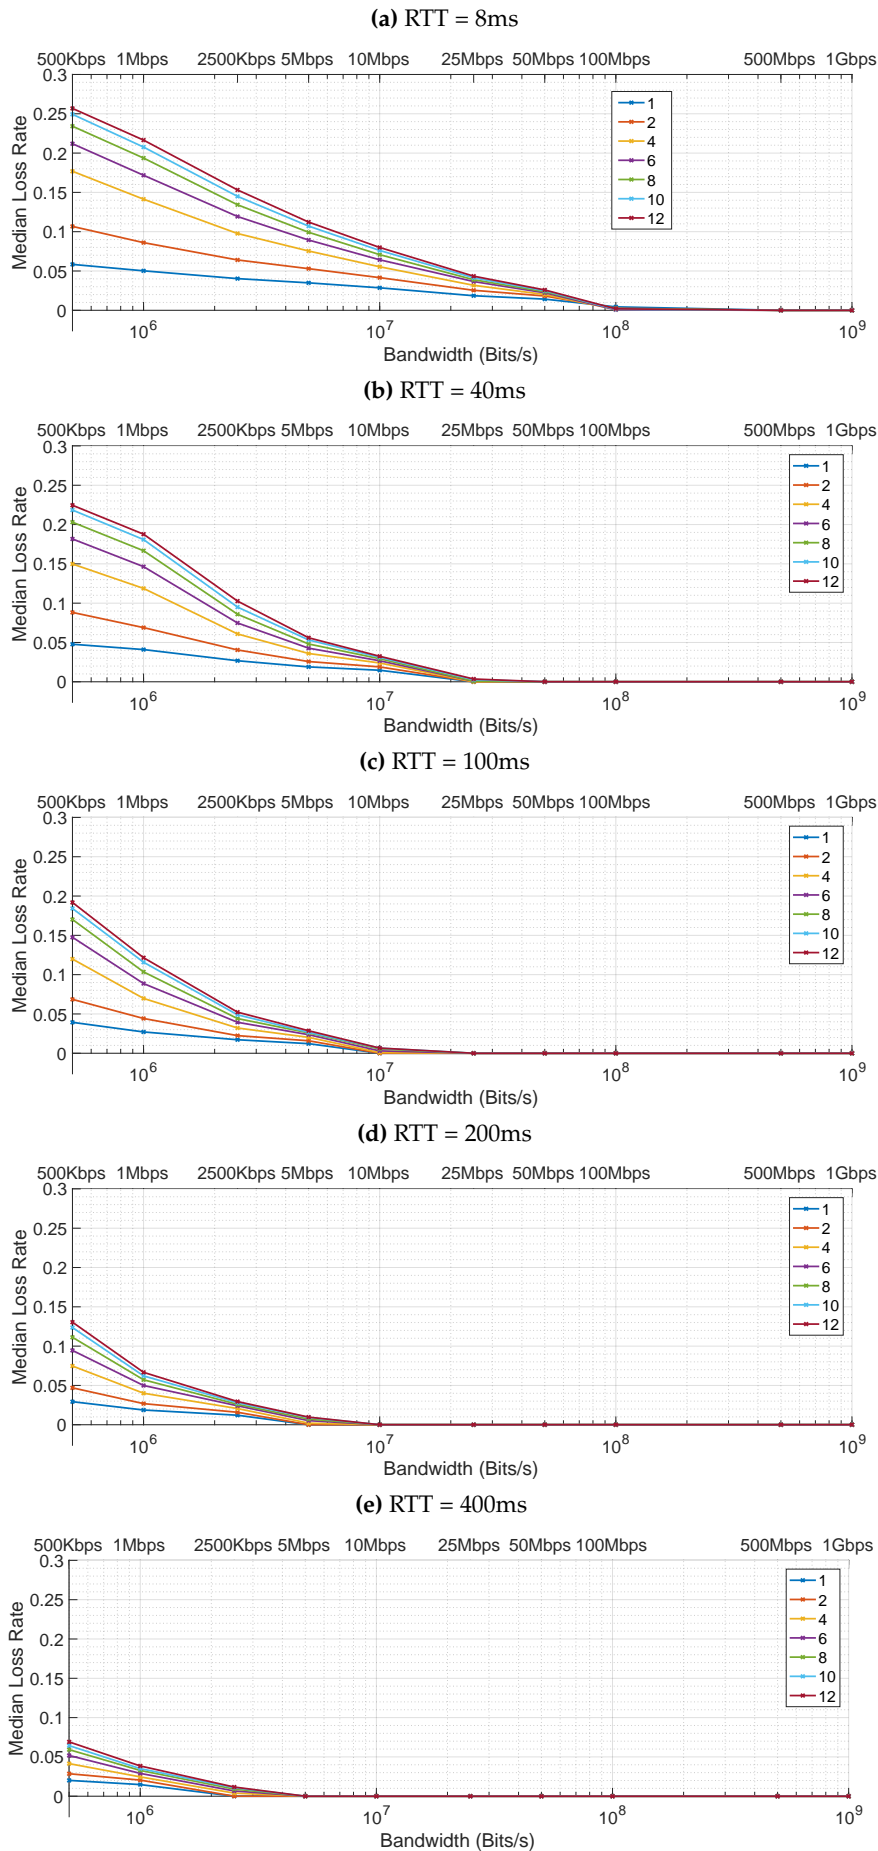 (a) RTT = 8ms
500Kbps 1Mbps 2500Kbps 5Mbps 10Mbps 25Mbps 50Mbps 100Mbps 500Mbps 1Gbps
0.3
0.25
0.2
0.15
0.1
0.05
0
Median Loss Rate
1
2
4
6
8
10
12
10^6 10^7 10^8 10^9
Bandwidth (Bits/s)
(b) RTT = 40ms
500Kbps 1Mbps 2500Kbps 5Mbps 10Mbps 25Mbps 50Mbps 100Mbps 500Mbps 1Gbps
0.3
0.25
0.2
0.15
0.1
0.05
0
Median Loss Rate
1
2
4
6
8
10
12
10^6 10^7 10^8 10^9
Bandwidth (Bits/s)
(c) RTT = 100ms
500Kbps 1Mbps 2500Kbps 5Mbps 10Mbps 25Mbps 50Mbps 100Mbps 500Mbps 1Gbps
0.3
0.25
0.2
0.15
0.1
0.05
0
Median Loss Rate
1
2
4
6
8
10
12
10^6 10^7 10^8 10^9
Bandwidth (Bits/s)
(d) RTT = 200ms
500Kbps 1Mbps 2500Kbps 5Mbps 10Mbps 25Mbps 50Mbps 100Mbps 500Mbps 1Gbps
0.3
0.25
0.2
0.15
0.1
0.05
0
Median Loss Rate
1
2
4
6
8
10
12
10^6 10^7 10^8 10^9
Bandwidth (Bits/s)
(e) RTT = 400ms
500Kbps 1Mbps 2500Kbps 5Mbps 10Mbps 25Mbps 50Mbps 100Mbps 500Mbps 1Gbps
0.3
0.25
0.2
0.15
0.1
0.05
0
Median Loss Rate
1
2
4
6
8
10
12
10^6 10^7 10^8 10^9
Bandwidth (Bits/s)